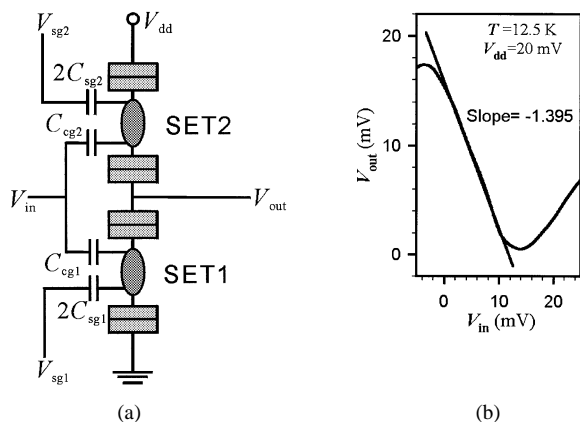 V_sg2
V_dd
2C_sg2
C_cg2
SET2
V_in
V_out
C_cg1
SET1
2C_sg1
V_sg1
(a)
T =12.5 K
V_dd=20 mV
Slope= -1.395
V_out (mV)
20
10
0
0 10 20
V_in (mV)
(b)